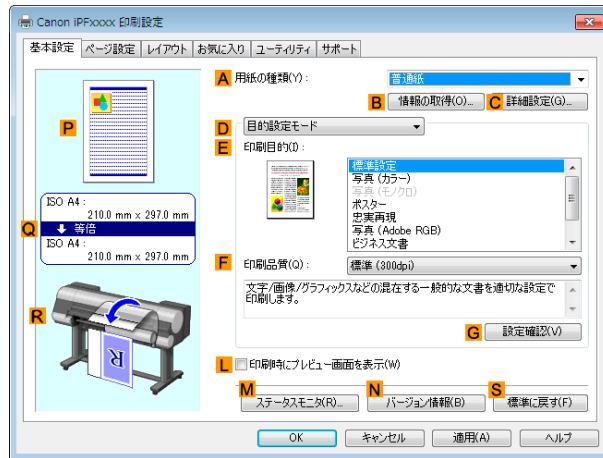 Canon iPFxxxx 印刷設定
基本設定 ページ設定 レイアウト お気に入り ユーティリティ サポート
A 用紙の種類(Y): 普通紙
B 情報の取得(O)... C 詳細設定(G)...
D 目的設定モード
E 印刷目的(I):
標準設定
写真 (カラー)
写真 (モノクロ)
ポスター
忠実再現
写真 (Adobe RGB)
ビジネス文書
F 印刷品質(Q): 標準 (300dpi)
文字/画像/グラフィックスなどの混在する一般的な文書を適切な設定で
印刷します。
G 設定確認(V)
P
Q
ISO A4 :
210.0 mm x 297.0 mm
等倍
ISO A4 :
210.0 mm x 297.0 mm
R
R
L 印刷時にプレビュー画面を表示(W)
M ステータスモニタ(R)... N バージョン情報(B) S 標準に戻す(F)
OK キャンセル 適用(A) ヘルプ